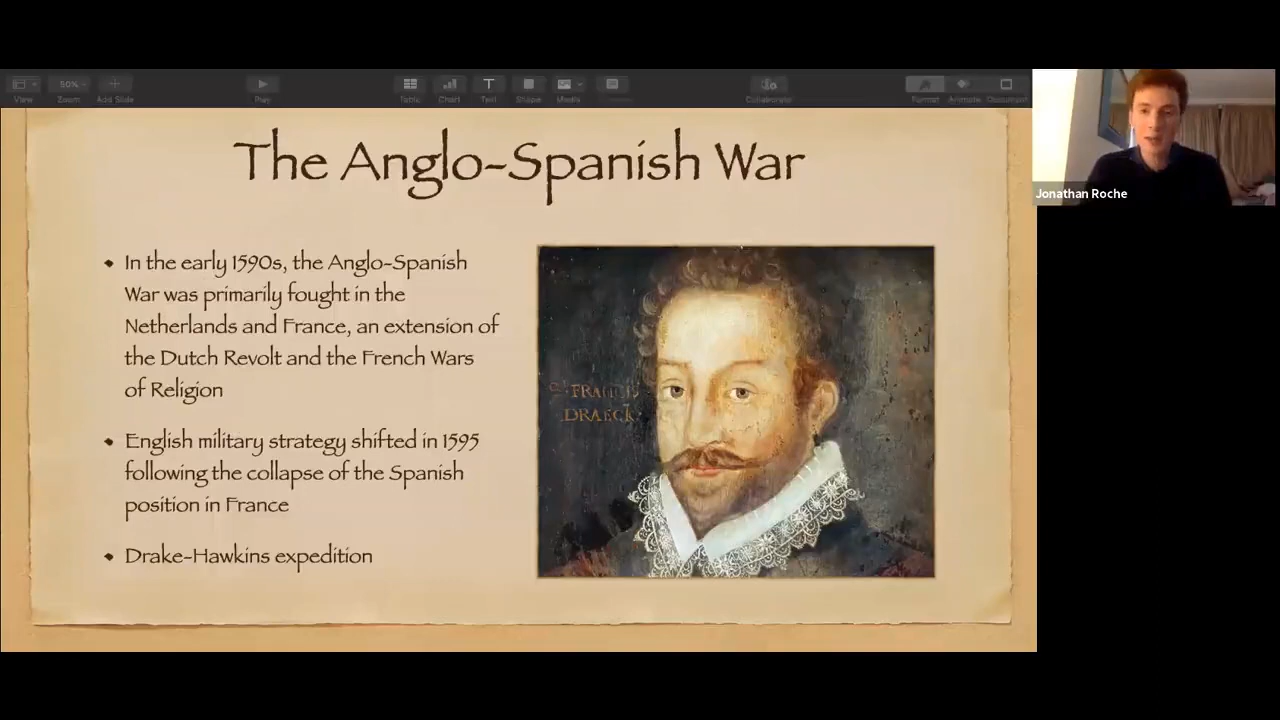 View
50%
Zoom
Add Slide
Play
Table
Chart
T
Text
Shape
Media
Collaborate
Format
Animate
Document
The Anglo-Spanish War
In the early 1590s, the Anglo-Spanish
War was primarily fought in the
Netherlands and France, an extension of
the Dutch Revolt and the French Wars
of Religion
English military strategy shifted in 1595
following the collapse of the Spanish
position in France
Drake-Hawkins expedition
DRAECK
Jonathan Roche